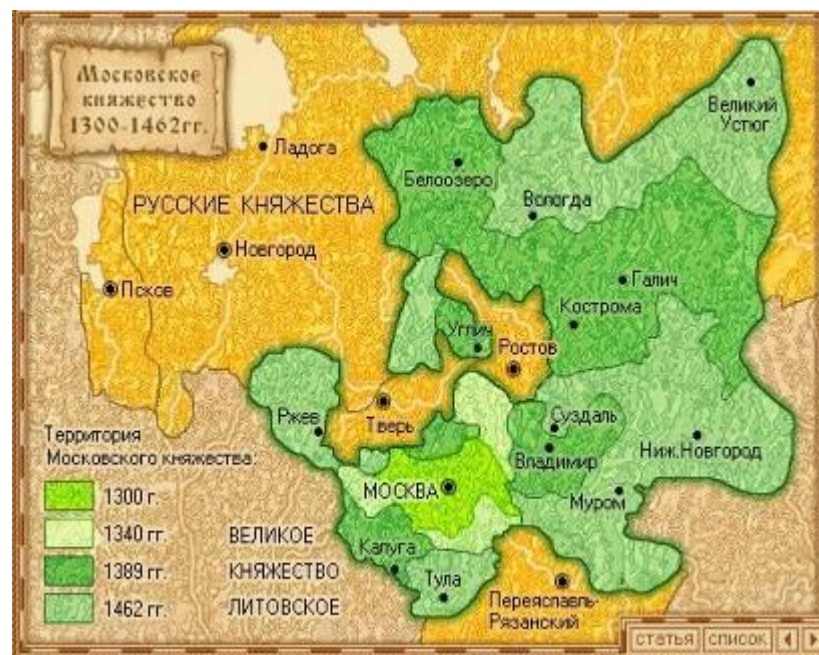 Московское
княжество
1300-1462гг.
Великий
Устюг
Ладога
Белоозеро
Вологда
РУССКИЕ КНЯЖЕСТВА
Новгород
Псков
Галич
Кострома
Углич
Ростов
Ржев
Тверь
Суздаль
Владимир
Ниж.Новгород
Территория
Московского княжества:
МОСКВА
Муром
1300 г.
1340 гг.
1389 гг.
1462 гг.
ВЕЛИКОЕ
КНЯЖЕСТВО
ЛИТОВСКОЕ
Калуга
Тула
Переяславль-
Рязанский
статья
список